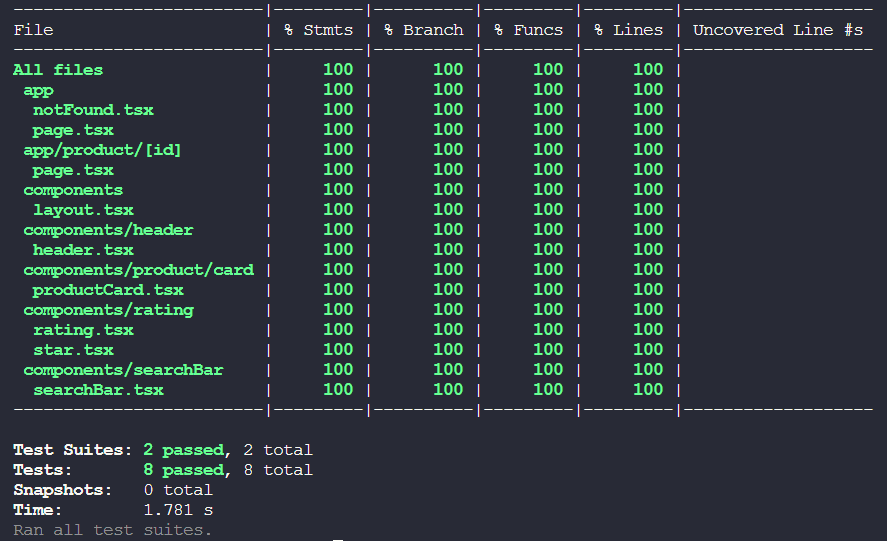 --------------------------|---------|----------|---------|---------|-------------------
File                      | % Stmts | % Branch | % Funcs | % Lines | Uncovered Line #s
--------------------------|---------|----------|---------|---------|-------------------
All files                 |     100 |      100 |     100 |     100 |
 app                      |     100 |      100 |     100 |     100 |
  notFound.tsx            |     100 |      100 |     100 |     100 |
  page.tsx                |     100 |      100 |     100 |     100 |
 app/product/[id]         |     100 |      100 |     100 |     100 |
  page.tsx                |     100 |      100 |     100 |     100 |
 components               |     100 |      100 |     100 |     100 |
  layout.tsx              |     100 |      100 |     100 |     100 |
 components/header        |     100 |      100 |     100 |     100 |
  header.tsx              |     100 |      100 |     100 |     100 |
 components/product/card  |     100 |      100 |     100 |     100 |
  productCard.tsx         |     100 |      100 |     100 |     100 |
 components/rating        |     100 |      100 |     100 |     100 |
  rating.tsx              |     100 |      100 |     100 |     100 |
  star.tsx                |     100 |      100 |     100 |     100 |
 components/searchBar     |     100 |      100 |     100 |     100 |
  searchBar.tsx           |     100 |      100 |     100 |     100 |
--------------------------|---------|----------|---------|---------|-------------------
Test Suites: 2 passed, 2 total
Tests:       8 passed, 8 total
Snapshots:   0 total
Time:        1.781 s
Ran all test suites.